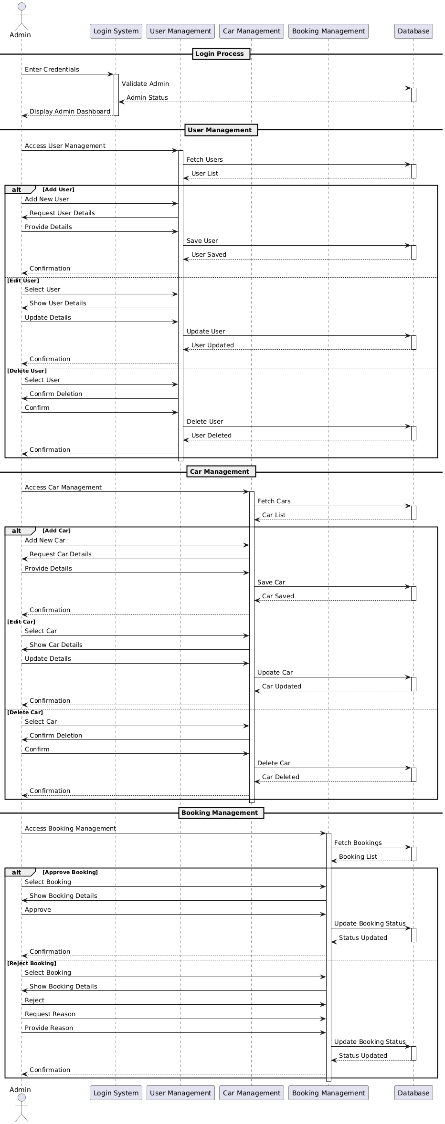 Admin
Login System User Management Car Management Booking Management Database
Login Process
Enter Credentials
Validate Admin
Admin Status
Display Admin Dashboard
User Management
Access User Management
Fetch Users
User List
alt [Add User]
Add New User
Request User Details
Provide Details
Save User
User Saved
Confirmation
[Edit User]
Select User
Show User Details
Update Details
Update User
User Updated
Confirmation
[Delete User]
Select User
Confirm Deletion
Confirm
Delete User
User Deleted
Confirmation
Car Management
Access Car Management
Fetch Cars
Car List
alt [Add Car]
Add New Car
Request Car Details
Provide Details
Save Car
Car Saved
Confirmation
[Edit Car]
Select Car
Show Car Details
Update Details
Update Car
Car Updated
Confirmation
[Delete Car]
Select Car
Confirm Deletion
Confirm
Delete Car
Car Deleted
Confirmation
Booking Management
Access Booking Management
Fetch Bookings
Booking List
alt [Approve Booking]
Select Booking
Show Booking Details
Approve
Update Booking Status
Status Updated
Confirmation
[Reject Booking]
Select Booking
Show Booking Details
Reject
Request Reason
Provide Reason
Update Booking Status
Status Updated
Confirmation
Admin
Login System User Management Car Management Booking Management Database